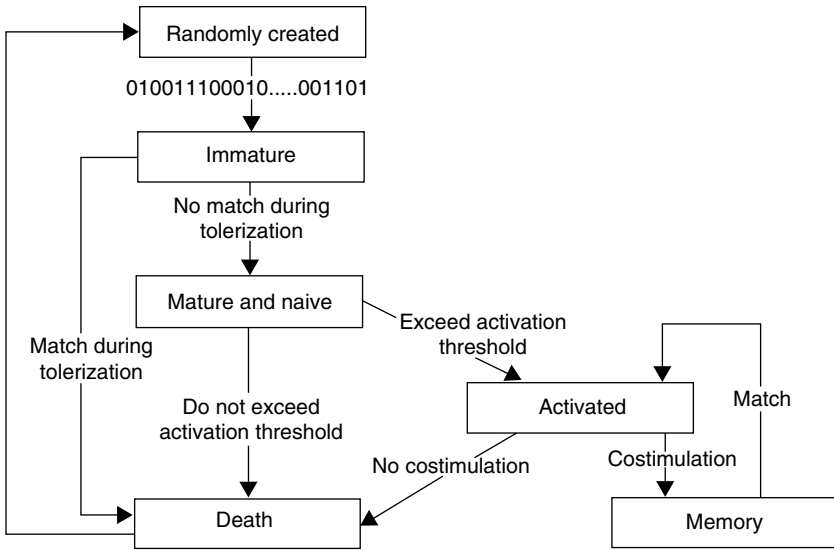 Randomly created
010011100010.....001101
Immature
No match during
tolerization
Mature and naive
Exceed activation
threshold
Match during
tolerization
Activated
Match
Do not exceed
activation threshold
No costimulation
Costimulation
Death
Memory